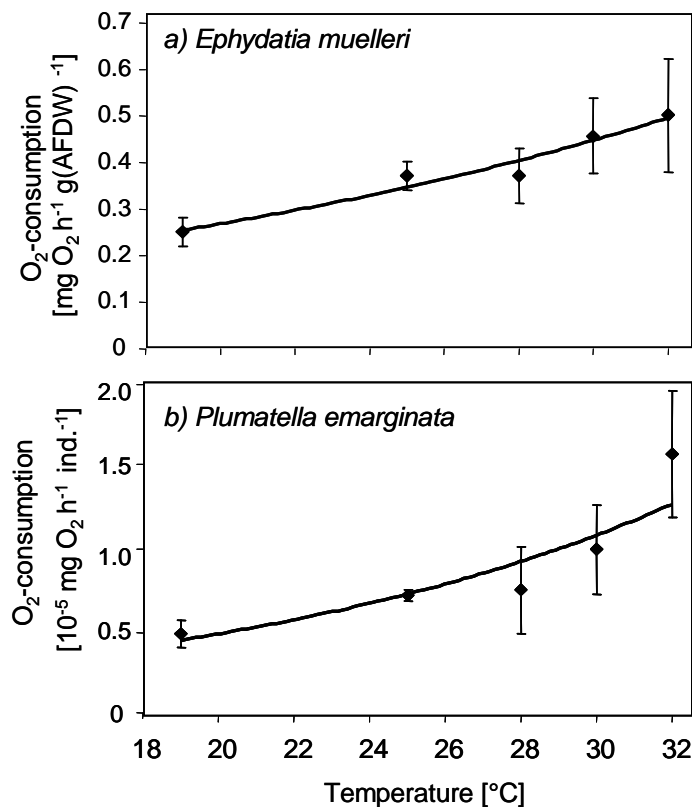 a) Ephydatia muelleri
O₂-consumption
[mg O₂ h⁻¹ g(AFDW) ⁻¹]
0.7
0.6
0.5
0.4
0.3
0.2
0.1
0
b) Plumatella emarginata
O₂-consumption
[10⁻⁵ mg O₂ h⁻¹ ind.⁻¹]
2.0
1.5
1.0
0.5
0
18 20 22 24 26 28 30 32
Temperature [°C]